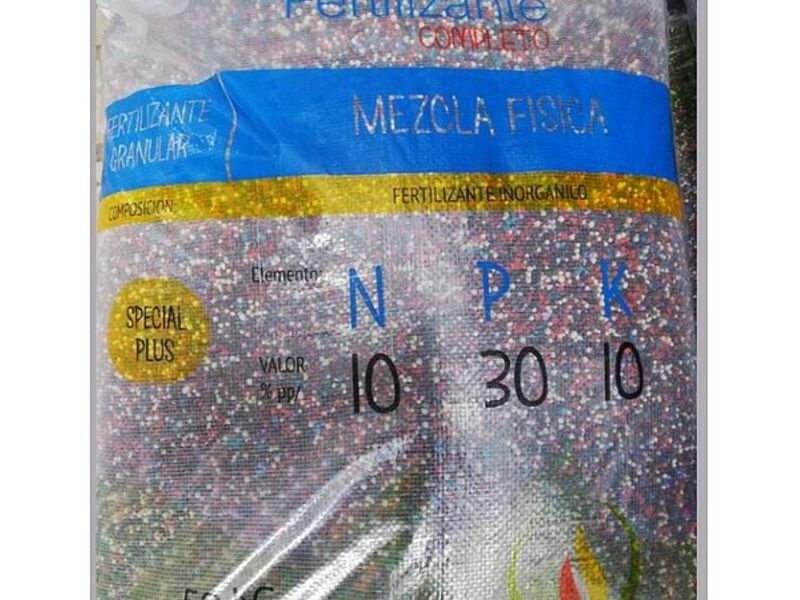 Fertilizante
COMPLETO
FERTILIZANTE
GRANULAR
MEZCLA FISICA
COMPOSICION:
FERTILIZANTE INORGANICO
Elemento:
N P K
SPECIAL
PLUS
VALOR
% pp/
10 30 10